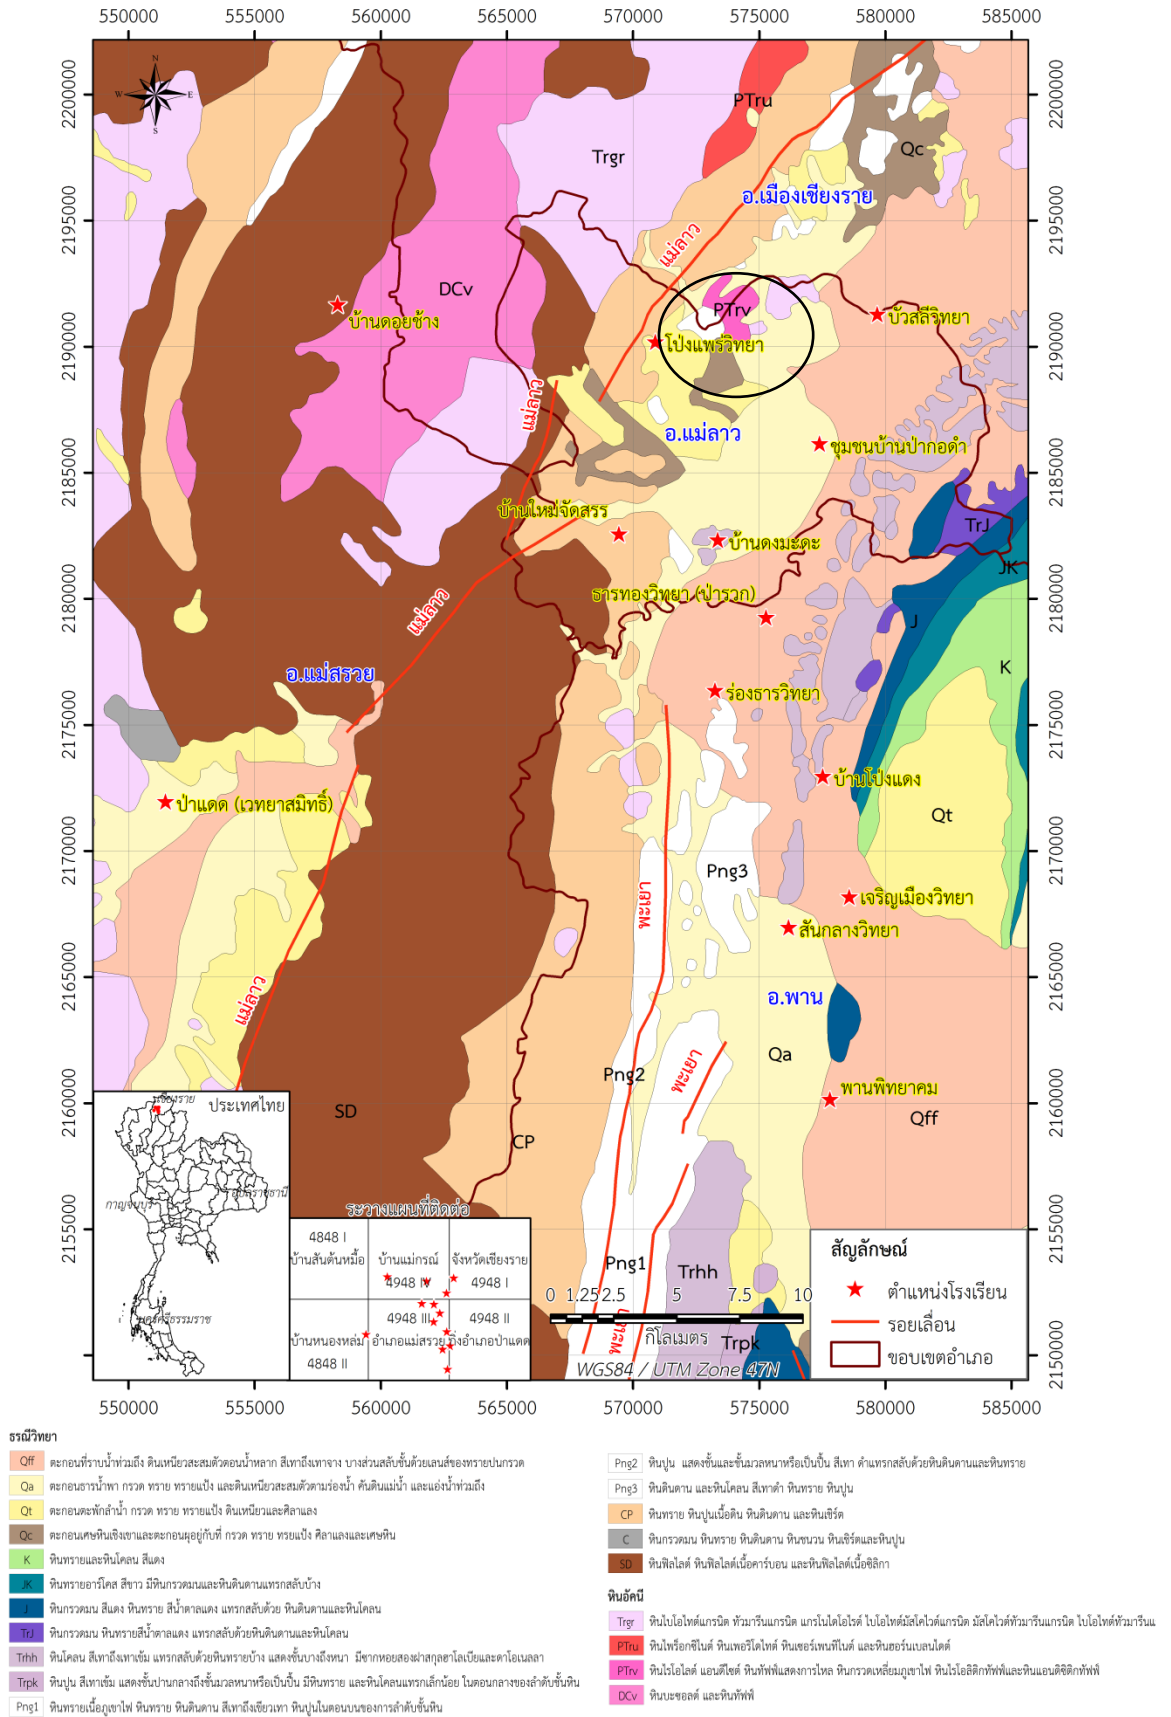 550000 555000 560000 565000 570000 575000 580000 585000
2200000
2195000
2190000
2185000
2180000
2175000
2170000
2165000
2160000
2155000
2150000
2200000
2195000
2190000
2185000
2180000
2175000
2170000
2165000
2160000
2155000
2150000
N
W E
S
PTru
Trgr
Qc
อ.เมืองเชียงราย
แม่ลาว
DCv
PTrv
บ้านดอยช้าง
บัวสลีวิทยา
โป่งแพร่วิทยา
แม่ลาว
อ.แม่ลาว
ชุมชนบ้านป่ากอดำ
บ้านใหม่จัดสรร
TrJ
บ้านดงมะดะ
JK
แม่ลาว
ธารทองวิทยา (ป่ารวก)
J
อ.แม่สรวย
K
ร่องธารวิทยา
บ้านโป่งแดง
ป่าแดด (เวทยาสมิทธิ์)
Qt
Png3
พะเยา
เจริญเมืองวิทยา
สันกลางวิทยา
แม่ลาว
อ.พาน
Qa
Png2
พะเยา
พานพิทยาคม
SD
Qff
CP
Png1
Trhh
พะเยา
Trpk
ประเทศไทย
จ.เชียงราย
กาญจนบุรี
อุบลราชธานี
นครศรีธรรมราช
ระวางแผนที่ติดต่อ
4848 I
บ้านสันต้นหมื้อ บ้านแม่กรณ์ จังหวัดเชียงราย
4948 IV 4948 I
4948 III 4948 II
บ้านหนองหล่ม อำเภอแม่สรวย กิ่งอำเภอป่าแดด
4848 II
0 1.25 2.5 5 7.5 10
กิโลเมตร
WGS84 / UTM Zone 47N
สัญลักษณ์
ตำแหน่งโรงเรียน
รอยเลื่อน
ขอบเขตอำเภอ
550000 555000 560000 565000 570000 575000 580000 585000
ธรณีวิทยา
Qff ตะกอนที่ราบน้ำท่วมถึง ดินเหนียวสะสมตัวตอนน้ำหลาก สีเทาถึงเทาจาง บางส่วนสลับชั้นด้วยเลนส์ของทรายปนกรวด
Qa ตะกอนธารน้ำพา กรวด ทราย ทรายแป้ง และดินเหนียวสะสมตัวตามร่องน้ำ คันดินแม่น้ำ และแอ่งน้ำท่วมถึง
Qt ตะกอนตะพักลำน้ำ กรวด ทราย ทรายแป้ง ดินเหนียวและศิลาแลง
Qc ตะกอนเศษหินเชิงเขาและตะกอนผุอยู่กับที่ กรวด ทราย ทรยแป้ง ศิลาแลงและเศษหิน
K หินทรายและหินโคลน สีแดง
JK หินทรายอาร์โคส สีขาว มีหินกรวดมนและหินดินดานแทรกสลับบ้าง
J หินกรวดมน สีแดง หินทราย สีน้ำตาลแดง แทรกสลับด้วย หินดินดานและหินโคลน
TrJ หินกรวดมน หินทรายสีน้ำตาลแดง แทรกสลับด้วยหินดินดานและหินโคลน
Trhh หินโคลน สีเทาถึงเทาเข้ม แทรกสลับด้วยหินทรายบ้าง แสดงชั้นบางถึงหนา มีซากหอยสองฝาสกุลฮาโลเบียและดาโอเนลลา
Trpk หินปูน สีเทาเข้ม แสดงชั้นปานกลางถึงชั้นมวลหนาหรือเป็นปื้น มีหินทราย และหินโคลนแทรกเล็กน้อย ในตอนกลางของลำดับชั้นหิน
Png1 หินทรายเนื้อภูเขาไฟ หินทราย หินดินดาน สีเทาถึงเขียวเทา หินปูนในตอนบนของการลำดับชั้นหิน
Png2 หินปูน แสดงชั้นและชั้นมวลหนาหรือเป็นปื้น สีเทา ดำแทรกสลับด้วยหินดินดานและหินทราย
Png3 หินดินดาน และหินโคลน สีเทาดำ หินทราย หินปูน
CP หินทราย หินปูนเนื้อดิน หินดินดาน และหินเชิร์ต
C หินกรวดมน หินทราย หินดินดาน หินชนวน หินเชิร์ตและหินปูน
SD หินฟิลไลต์ หินฟิลไลต์เนื้อคาร์บอน และหินฟิลไลต์เนื้อซิลิกา
หินอัคนี
Trgr หินไบโอไทต์แกรนิต ทัวมารีนแกรนิต แกรโนไดโอไรต์ ไบโอไทต์มัสโคไวต์แกรนิต มัสโคไวต์ทัวมารีนแกรนิต ไบโอไทต์ทัวมารีนแ
PTru หินไพร็อกซีไนต์ หินเพอริโดไทต์ หินเซอร์เพนทิไนต์ และหินฮอร์นเบลนไดต์
PTrv หินไรโอไลต์ แอนดีไซต์ หินทัฟฟ์แสดงการไหล หินกรวดเหลี่ยมภูเขาไฟ หินไรโอลิติกทัฟฟ์และหินแอนดิซิติกทัฟฟ์
DCv หินบะซอลต์ และหินทัฟฟ์